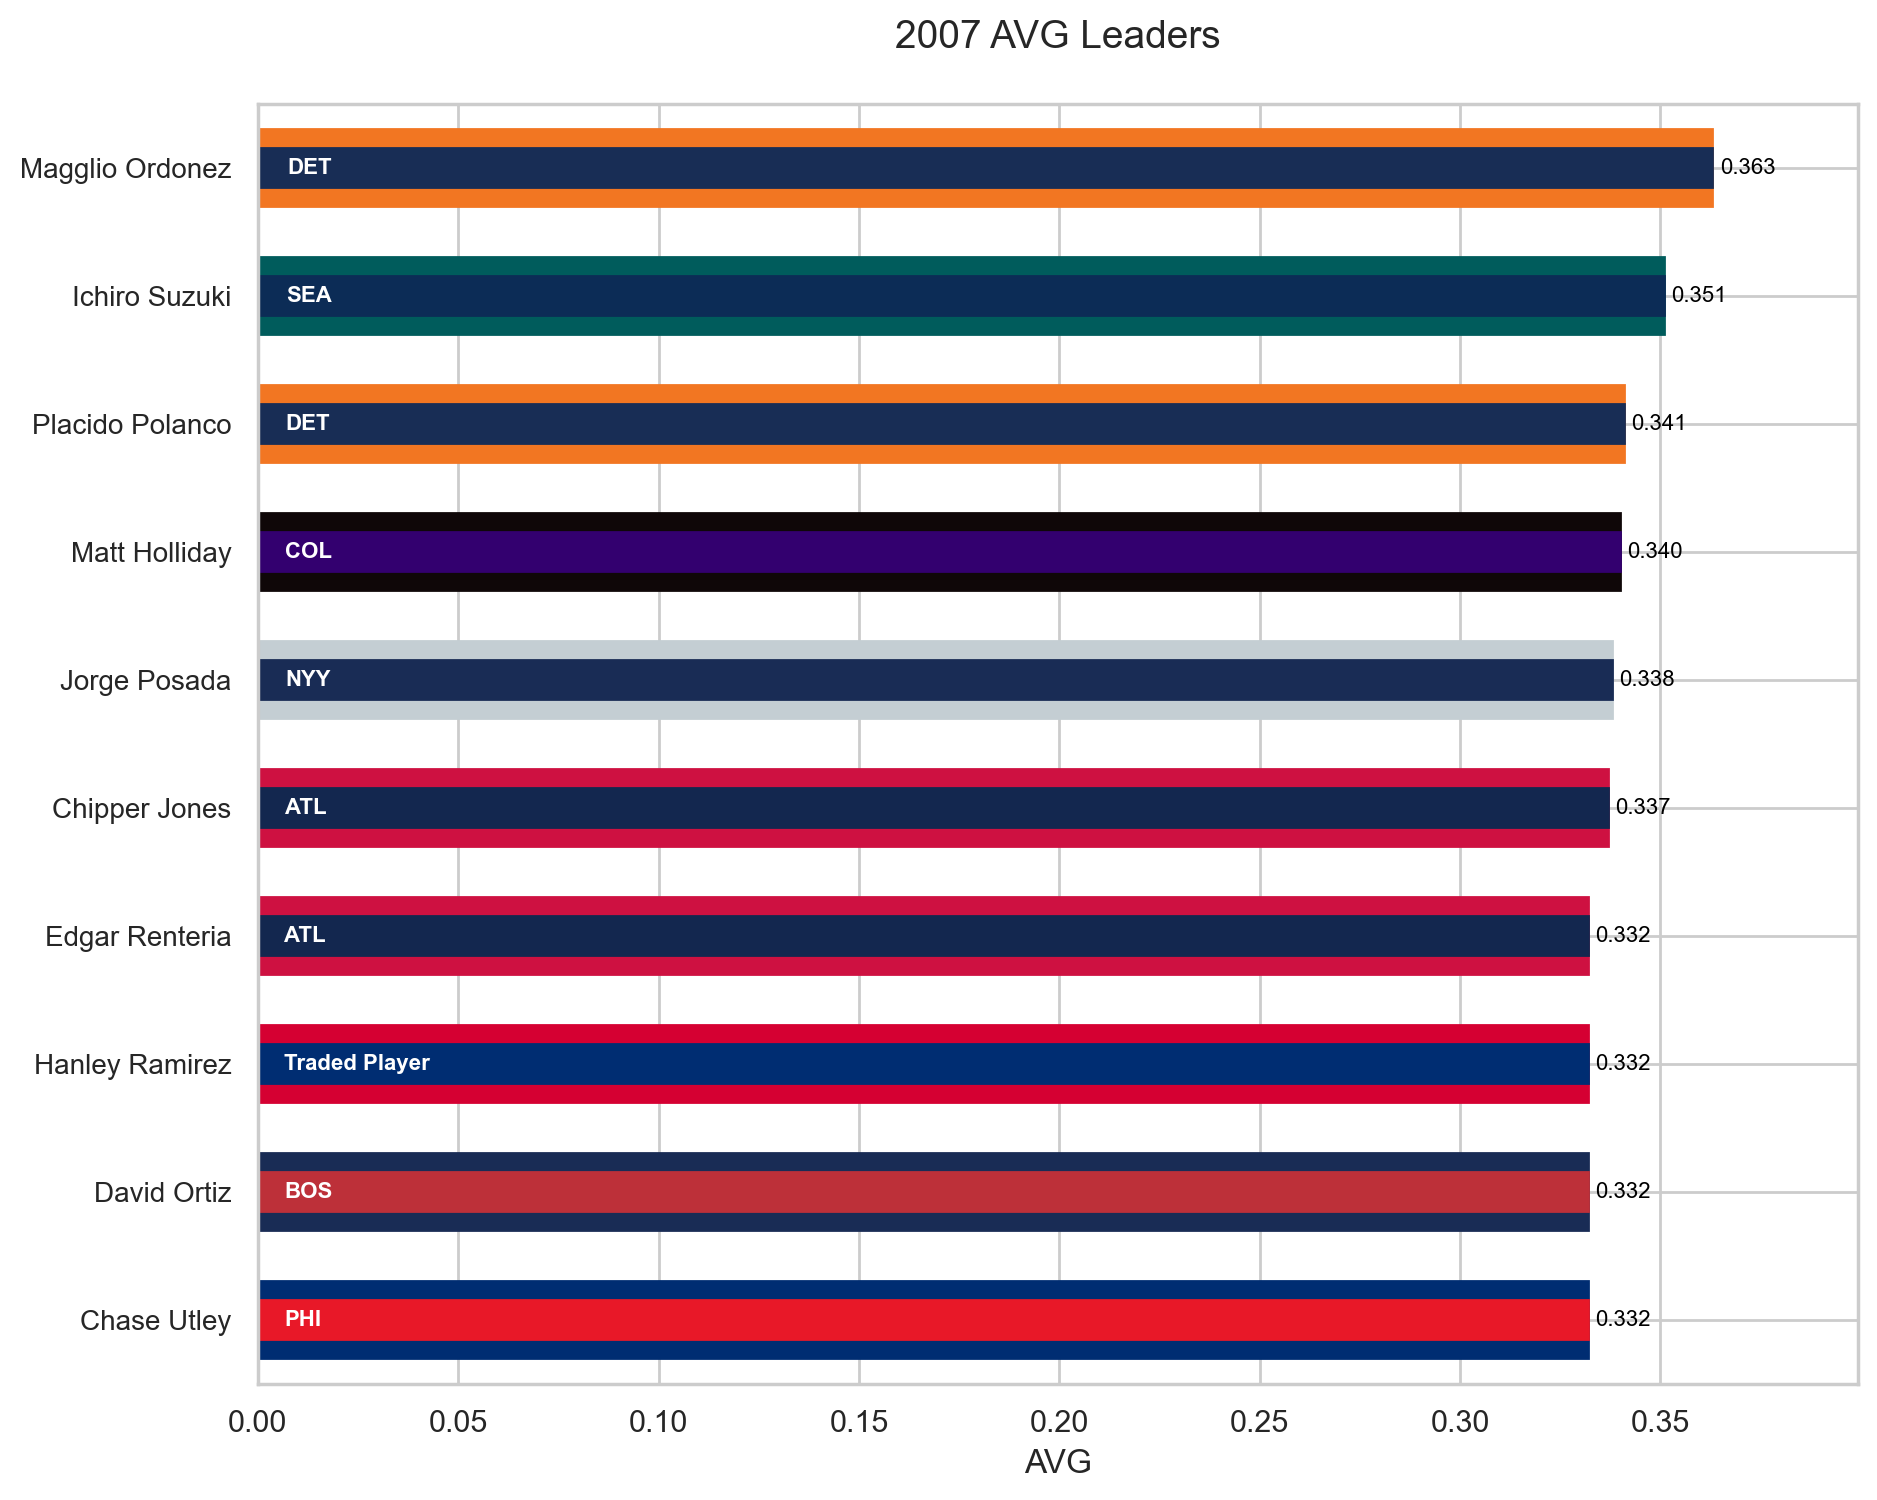 2007 AVG Leaders
Magglio Ordonez DET 0.363
Ichiro Suzuki SEA 0.351
Placido Polanco DET 0.341
Matt Holliday COL 0.340
Jorge Posada NYY 0.338
Chipper Jones ATL 0.337
Edgar Renteria ATL 0.332
Hanley Ramirez Traded Player 0.332
David Ortiz BOS 0.332
Chase Utley PHI 0.332
0.00 0.05 0.10 0.15 0.20 0.25 0.30 0.35
AVG